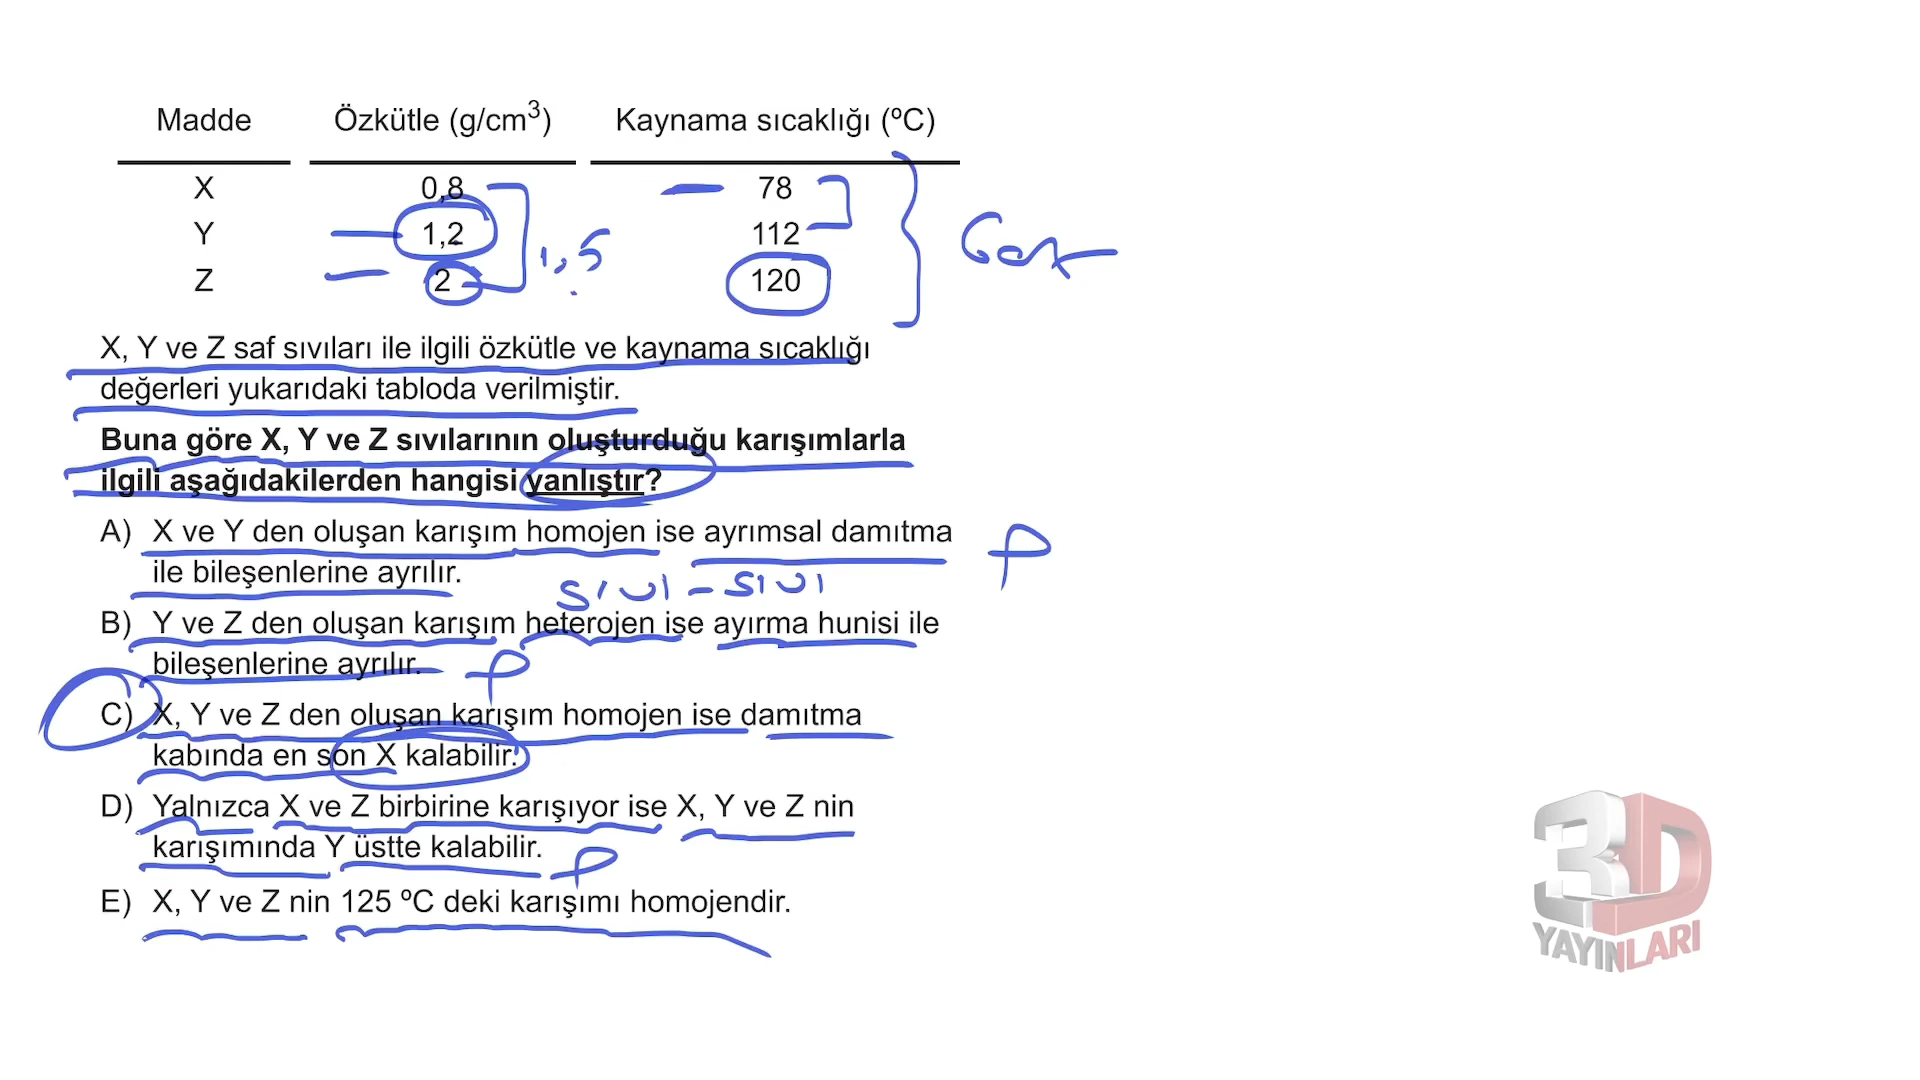 Madde Özkütle (g/cm³) Kaynama sıcaklığı (ºC)
X 0,8 78
Y 1,2 112
Z 2 120
1,5
X, Y ve Z saf sıvıları ile ilgili özkütle ve kaynama sıcaklığı
değerleri yukarıdaki tabloda verilmiştir.
Buna göre X, Y ve Z sıvılarının oluşturduğu karışımlarla
ilgili aşağıdakilerden hangisi yanlıştır?
A) X ve Y den oluşan karışım homojen ise ayrımsal damıtma
ile bileşenlerine ayrılır.
sıvı - sıvı
B) Y ve Z den oluşan karışım heterojen ise ayırma hunisi ile
bileşenlerine ayrılır.
C) X, Y ve Z den oluşan karışım homojen ise damıtma
kabında en son X kalabilir.
D) Yalnızca X ve Z birbirine karışıyor ise X, Y ve Z nin
karışımında Y üstte kalabilir.
E) X, Y ve Z nin 125 ºC deki karışımı homojendir.
3D
YAYINLARI